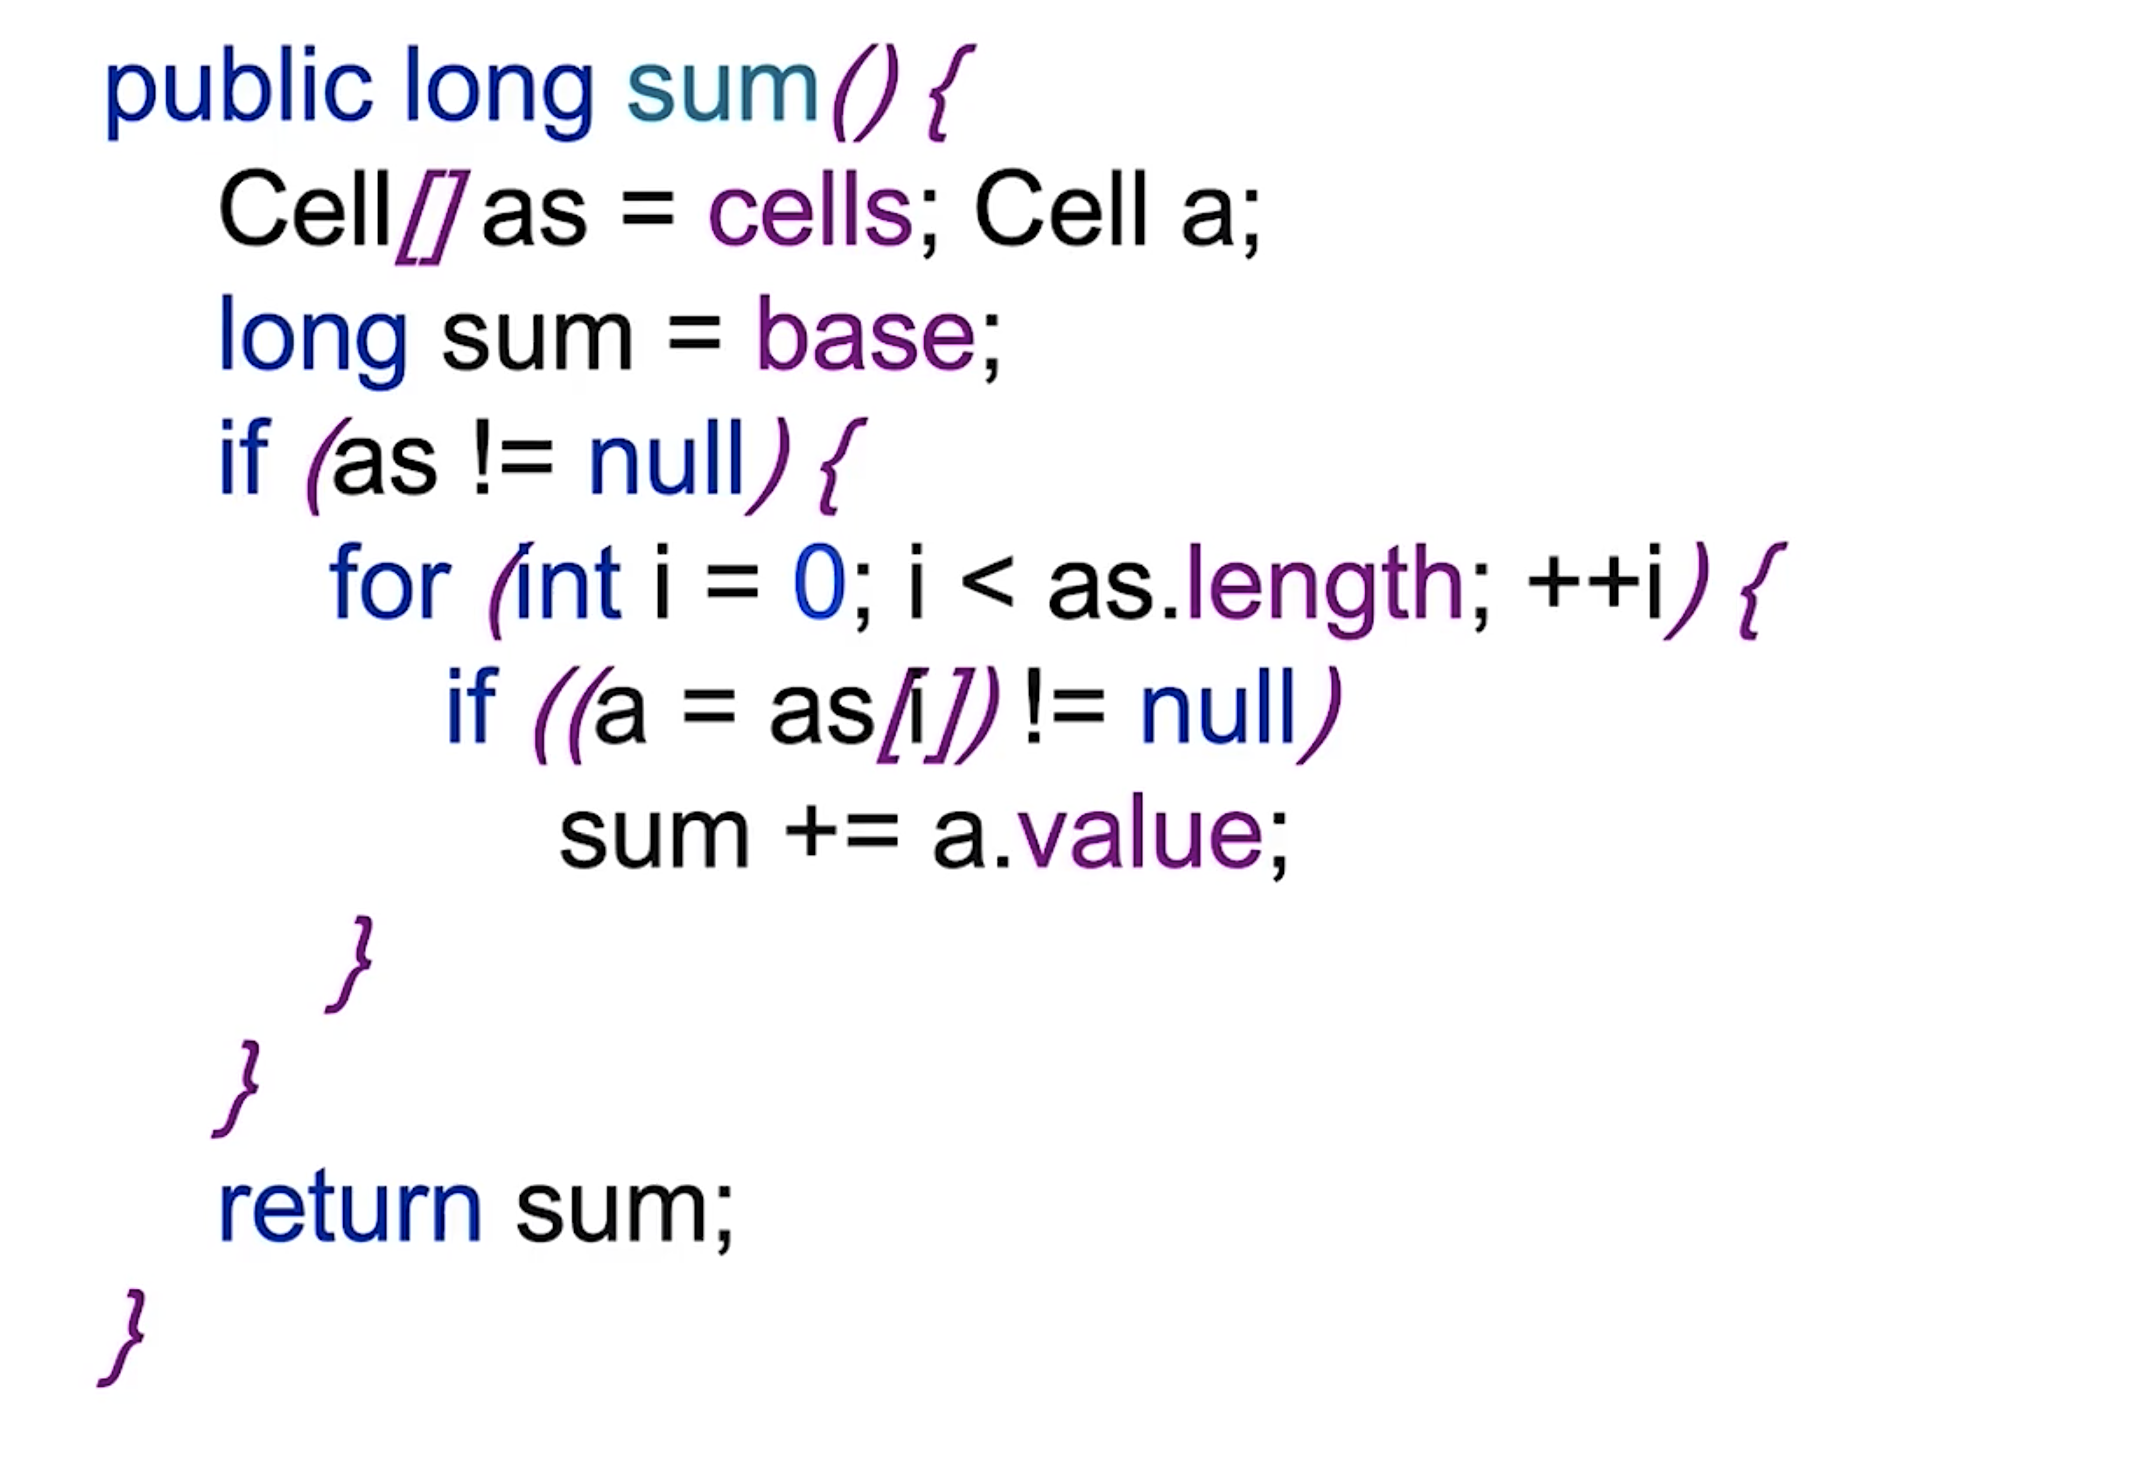 public long sum() {
Cell[] as = cells; Cell a;
long sum = base;
if (as != null) {
for (int i = 0; i < as.length; ++i) {
if ((a = as[i]) != null)
sum += a.value;
}
}
return sum;
}